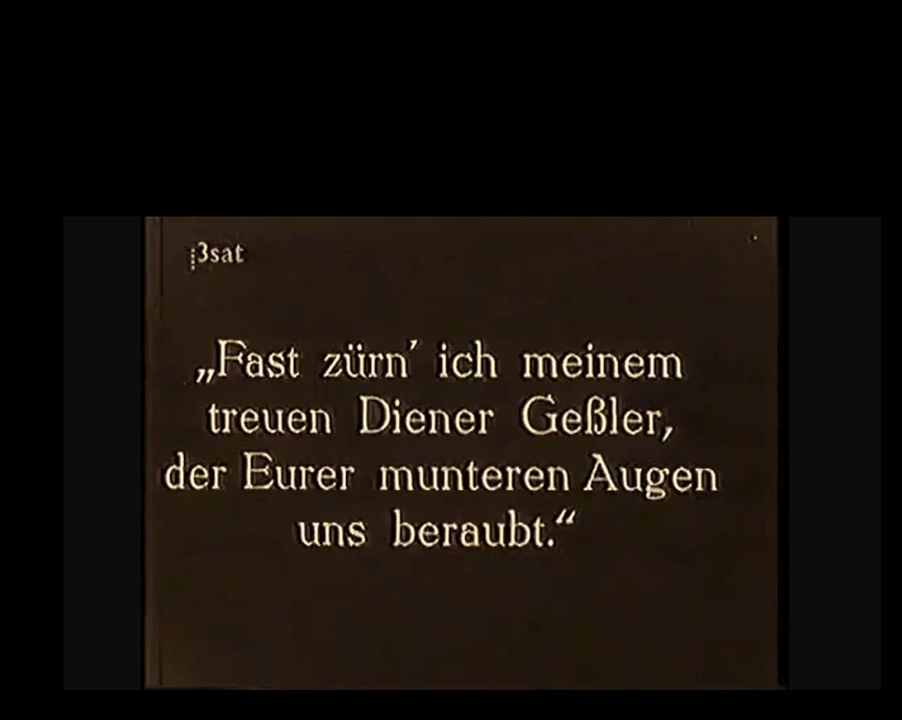 3sat
„Fast zürn’ ich meinem
treuen Diener Geßler,
der Eurer munteren Augen
uns beraubt.“